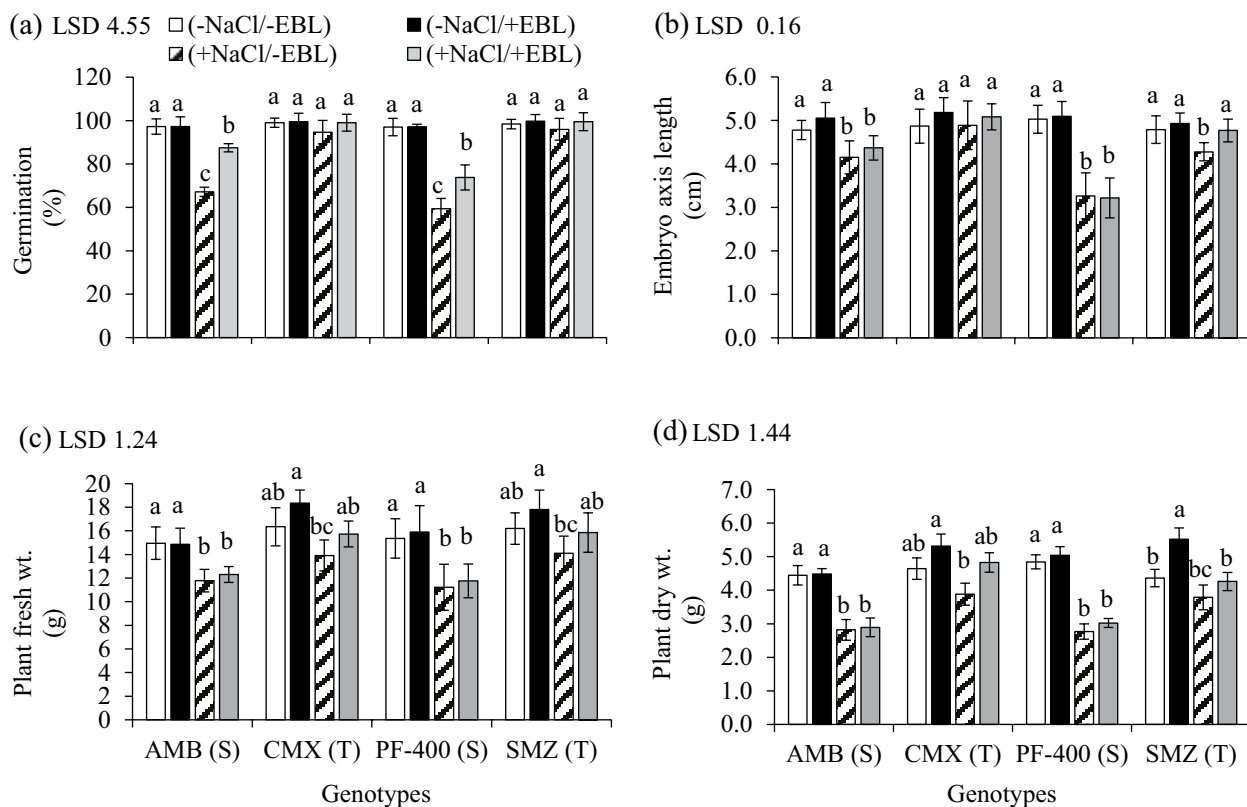 (a) LSD 4.55
(-NaCl/-EBL) (-NaCl/+EBL)
(+NaCl/-EBL) (+NaCl/+EBL)
120
100
80
60
40
20
0
Germination
(%)
a a c b a a a a a a c b a a a a
(b) LSD 0.16
6.0
5.0
4.0
3.0
2.0
1.0
0.0
Embryo axis length
(cm)
a a b b a a a a a a b b a a b a
(c) LSD 1.24
20
18
16
14
12
10
8
6
4
2
0
Plant fresh wt.
(g)
a a b b ab a bc ab a a b b ab a bc ab
AMB (S) CMX (T) PF-400 (S) SMZ (T)
Genotypes
(d) LSD 1.44
7.0
6.0
5.0
4.0
3.0
2.0
1.0
0.0
Plant dry wt.
(g)
a a b b ab a b ab a a b b b a bc b
AMB (S) CMX (T) PF-400 (S) SMZ (T)
Genotypes